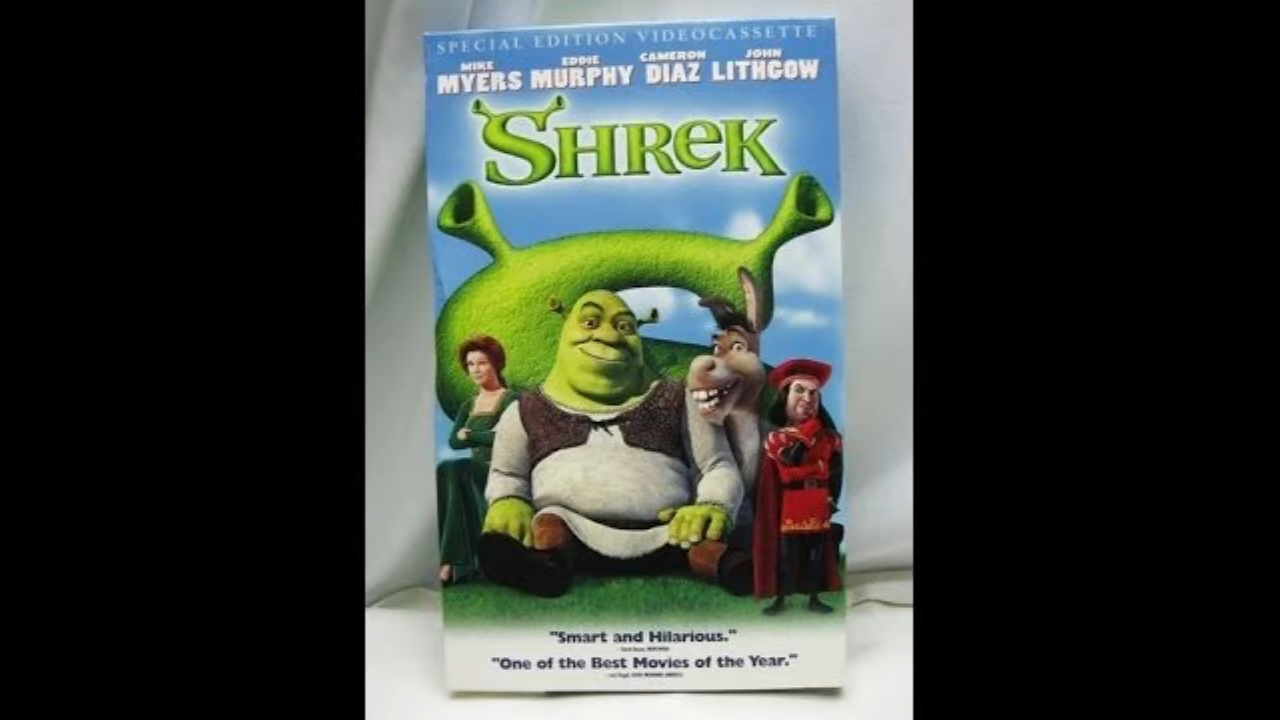 SPECIAL EDITION VIDEOCASSETTE
MIKE MYERS EDDIE MURPHY CAMERON DIAZ JOHN LITHGOW
SHREK
"Smart and Hilarious."
"One of the Best Movies of the Year."